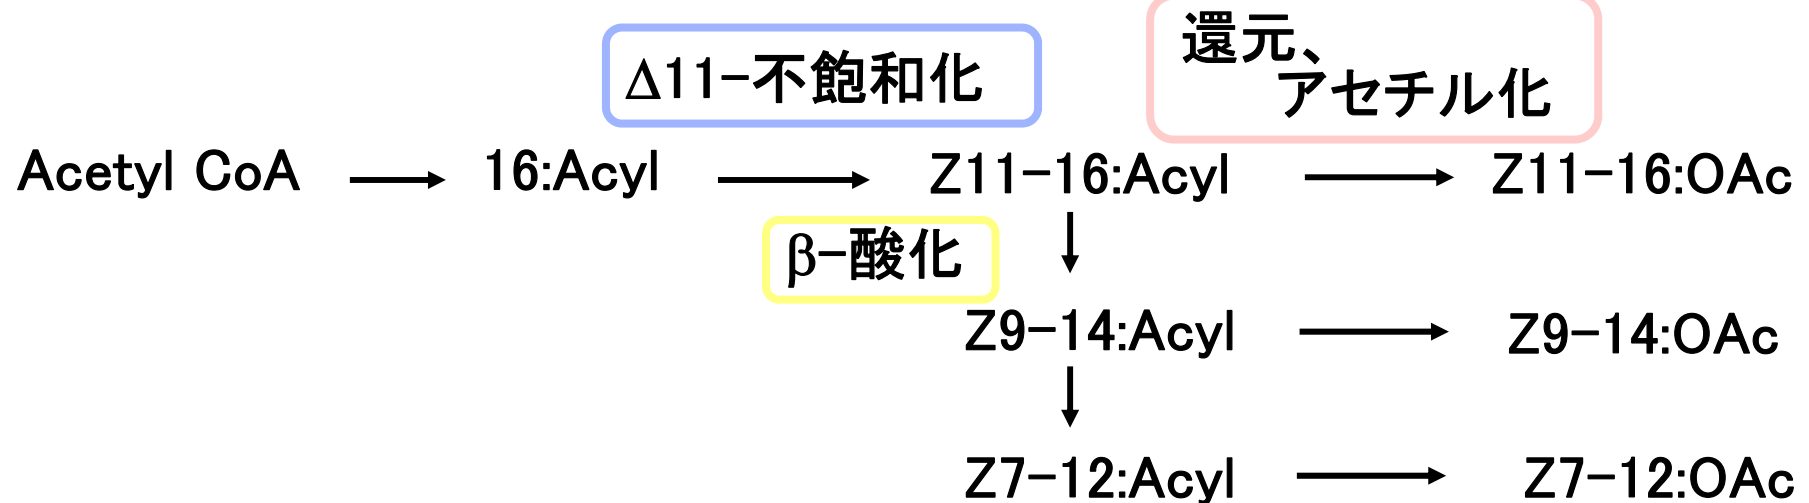 還元、
アセチル化
Δ11-不飽和化
Acetyl CoA
16:Acyl
Z11-16:Acyl
Z11-16:OAc
β-酸化
Z9-14:Acyl
Z9-14:OAc
Z7-12:Acyl
Z7-12:OAc